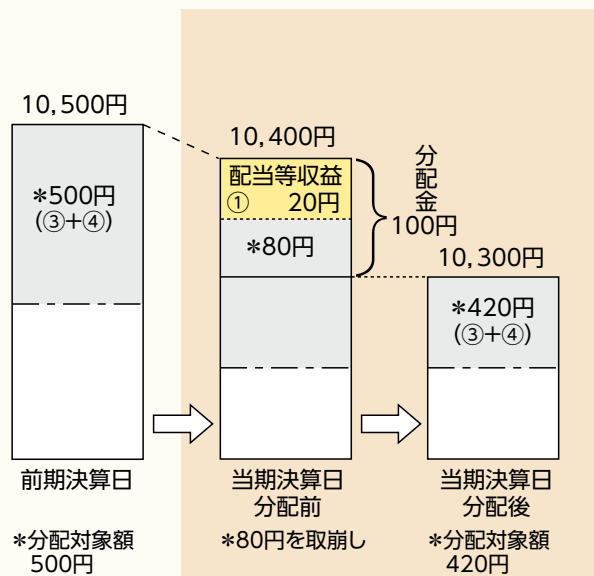 10,500円
*500円
(③+④)
前期決算日
*分配対象額
500円
10,400円
配当等収益
① 20円
*80円
分配金
100円
当期決算日
分配前
*80円を取崩し
10,300円
*420円
(③+④)
当期決算日
分配後
*分配対象額
420円